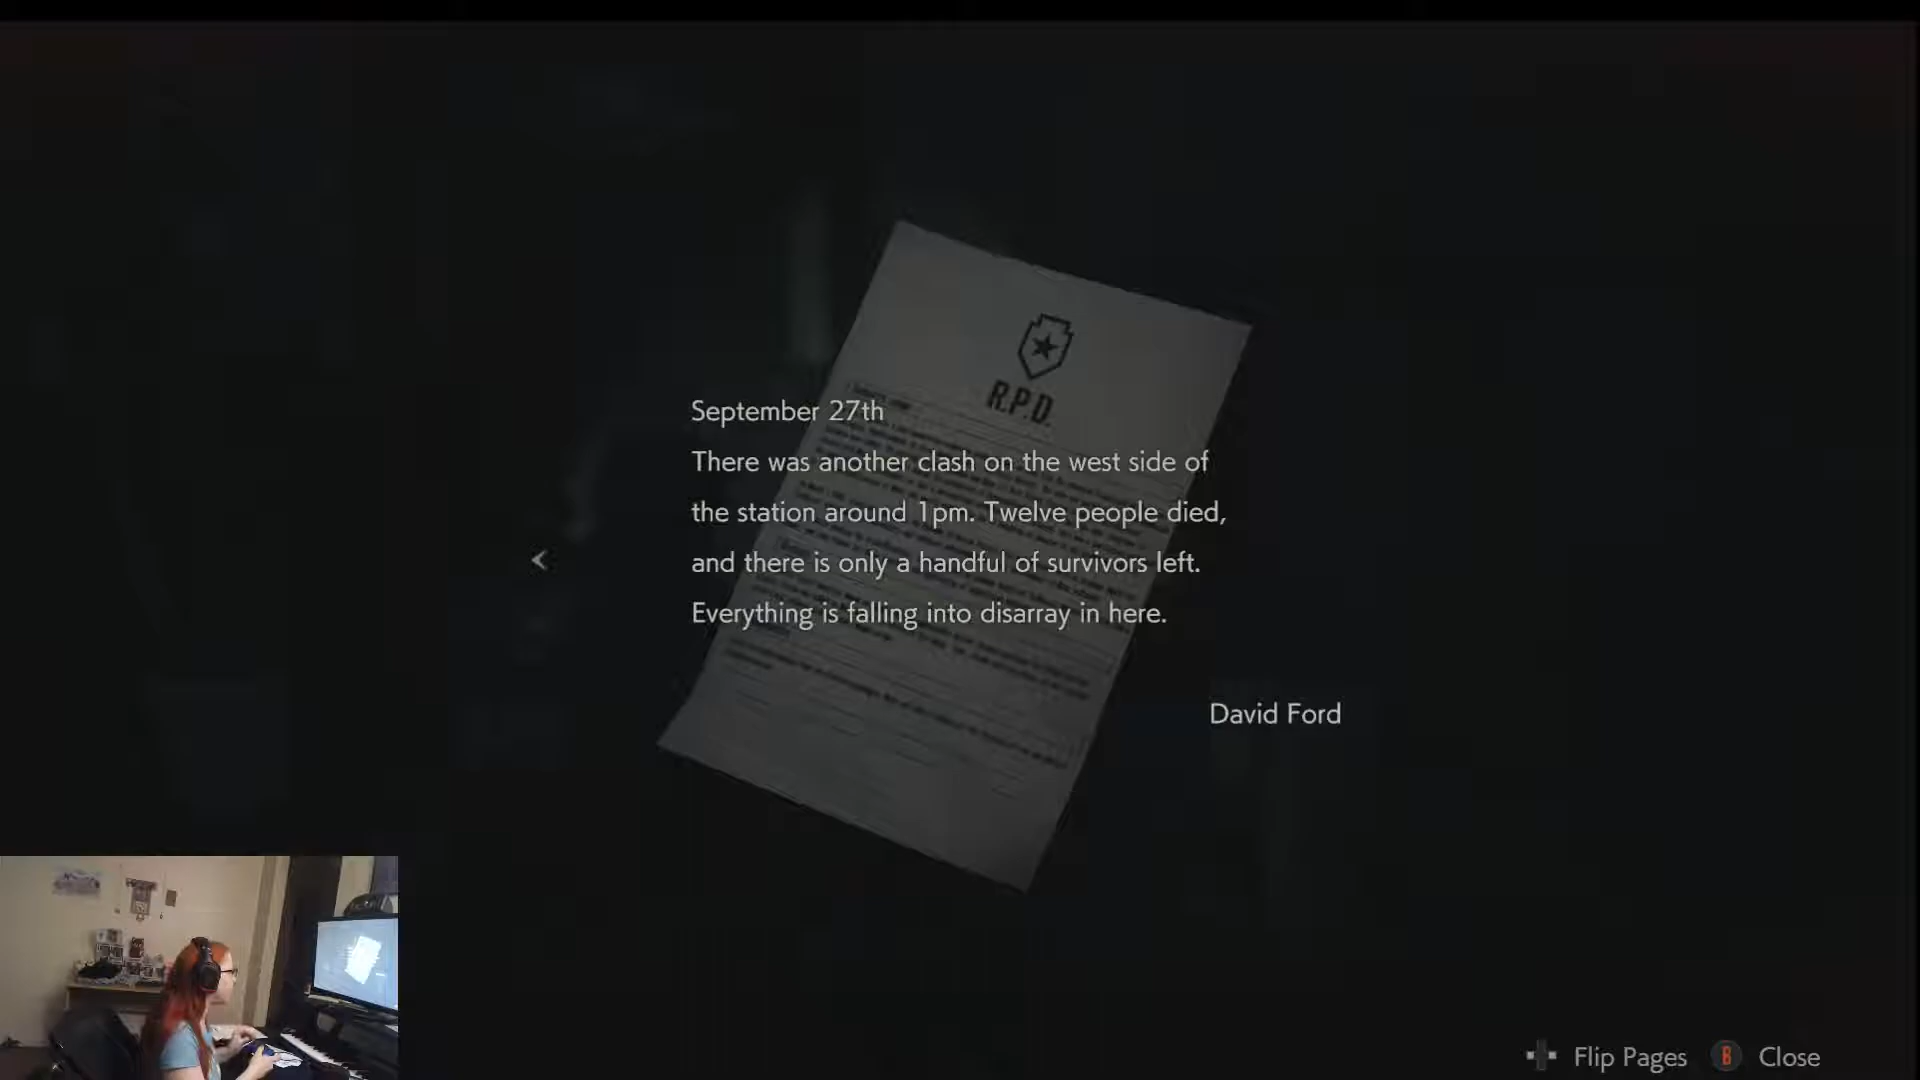 R.P.D.
September 27th
There was another clash on the west side of
the station around 1pm. Twelve people died,
and there is only a handful of survivors left.
Everything is falling into disarray in here.
David Ford
Flip Pages B Close